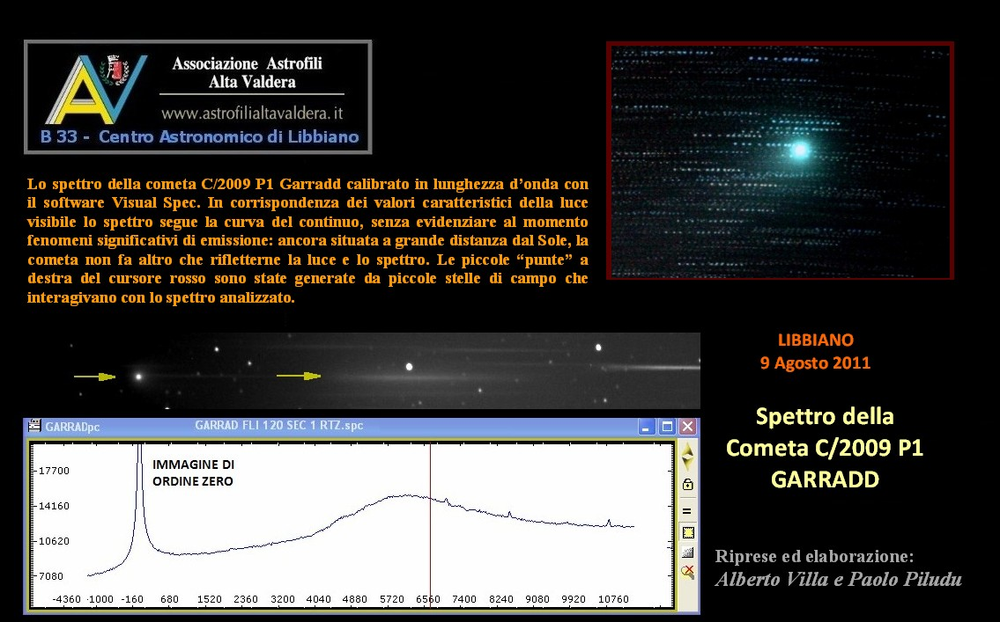 Associazione Astrofili
Alta Valdera
www.astrofilialtavaldera.it
B 33 - Centro Astronomico di Libbiano
Lo spettro della cometa C/2009 P1 Garradd calibrato in lunghezza d’onda con
il software Visual Spec. In corrispondenza dei valori caratteristici della luce
visibile lo spettro segue la curva del continuo, senza evidenziare al momento
fenomeni significativi di emissione: ancora situata a grande distanza dal Sole, la
cometa non fa altro che rifletterne la luce e lo spettro. Le piccole “punte” a
destra del cursore rosso sono state generate da piccole stelle di campo che
interagivano con lo spettro analizzato.
LIBBIANO
9 Agosto 2011
Spettro della
Cometa C/2009 P1
GARRADD
Riprese ed elaborazione:
Alberto Villa e Paolo Piludu
GARRADpc
GARRAD FLI 120 SEC 1 RTZ.spc
IMMAGINE DI
ORDINE ZERO
17700
14160
10620
7080
-4360 -1000 -160 680 1520 2360 3200 4040 4880 5720 6560 7400 8240 9080 9920 10760